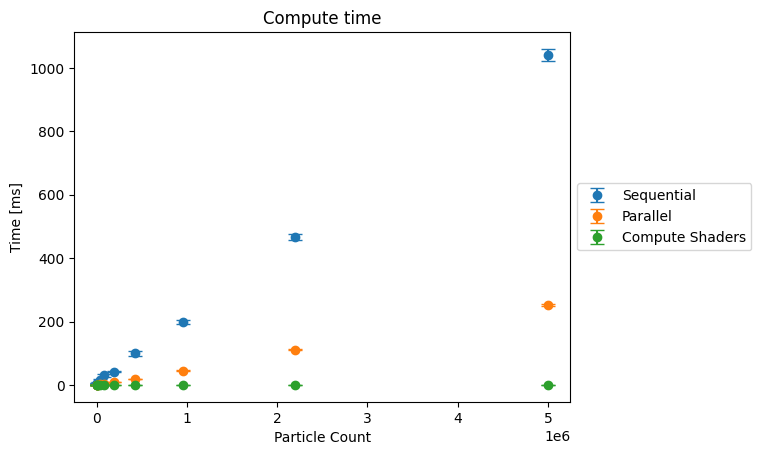 Compute time
Time [ms]
1000
800
600
400
200
0
0 1 2 3 4 5
1e6
Particle Count
Sequential
Parallel
Compute Shaders